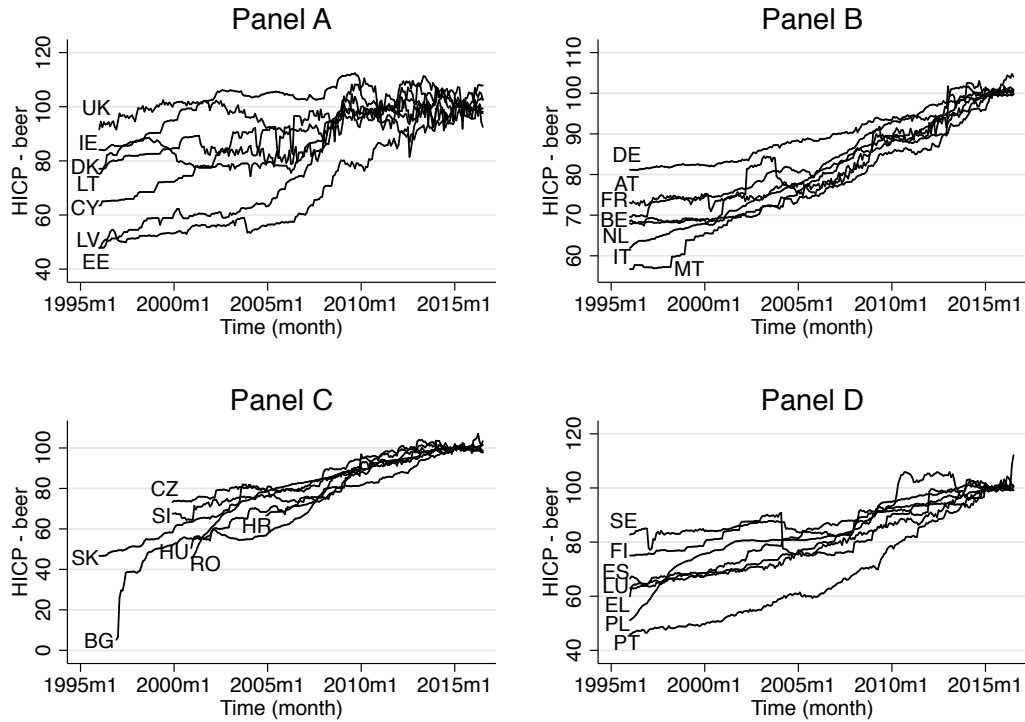 Panel A
HICP - beer
120
100
80
60
40
UK
IE
DK
LT
CY
LV
EE
1995m1 2000m1 2005m1 2010m1 2015m1
Time (month)
Panel B
HICP - beer
110
100
90
80
70
60
DE
AT
FR
BE
NL
IT
MT
1995m1 2000m1 2005m1 2010m1 2015m1
Time (month)
Panel C
HICP - beer
100
80
60
40
20
0
CZ
SI
HR
SK
HU
RO
BG
1995m1 2000m1 2005m1 2010m1 2015m1
Time (month)
Panel D
HICP - beer
120
100
80
60
40
SE
FI
ES
LU
EL
PL
PT
1995m1 2000m1 2005m1 2010m1 2015m1
Time (month)